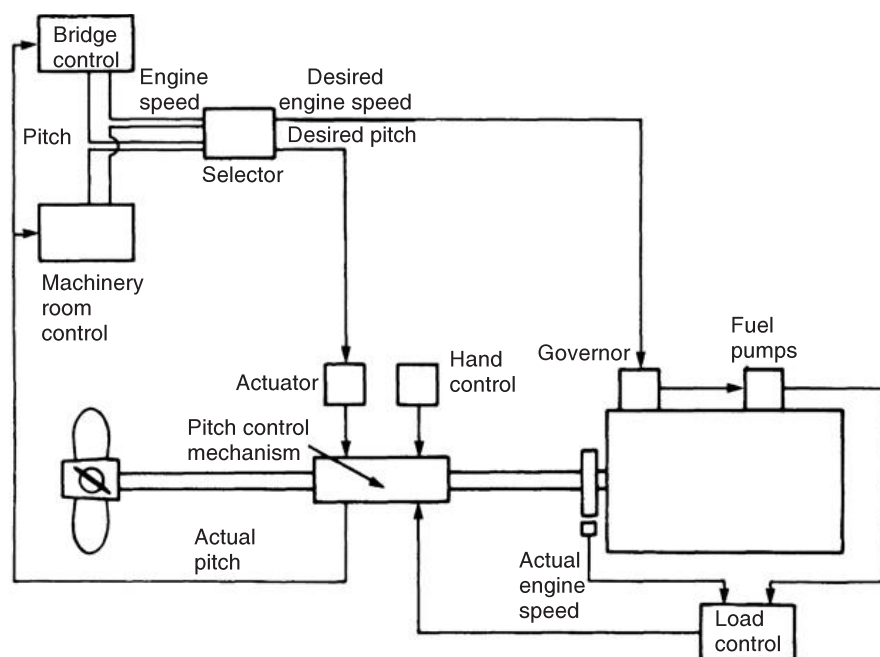 Bridge
control
Engine
speed
Desired
engine speed
Pitch
Desired pitch
Selector
Machinery
room
control
Actuator
Hand
control
Governor
Fuel
pumps
Pitch control
mechanism
Actual
pitch
Actual
engine
speed
Load
control